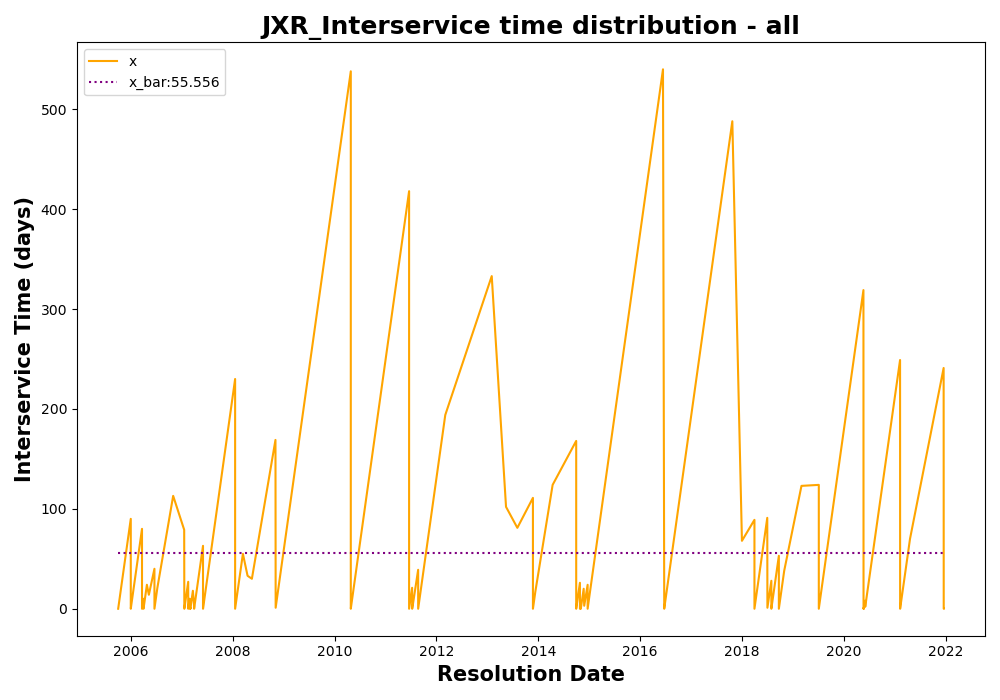 JXR_Interservice time distribution - all
x
x_bar:55.556
Interservice Time (days)
500
400
300
200
100
0
2006 2008 2010 2012 2014 2016 2018 2020 2022
Resolution Date